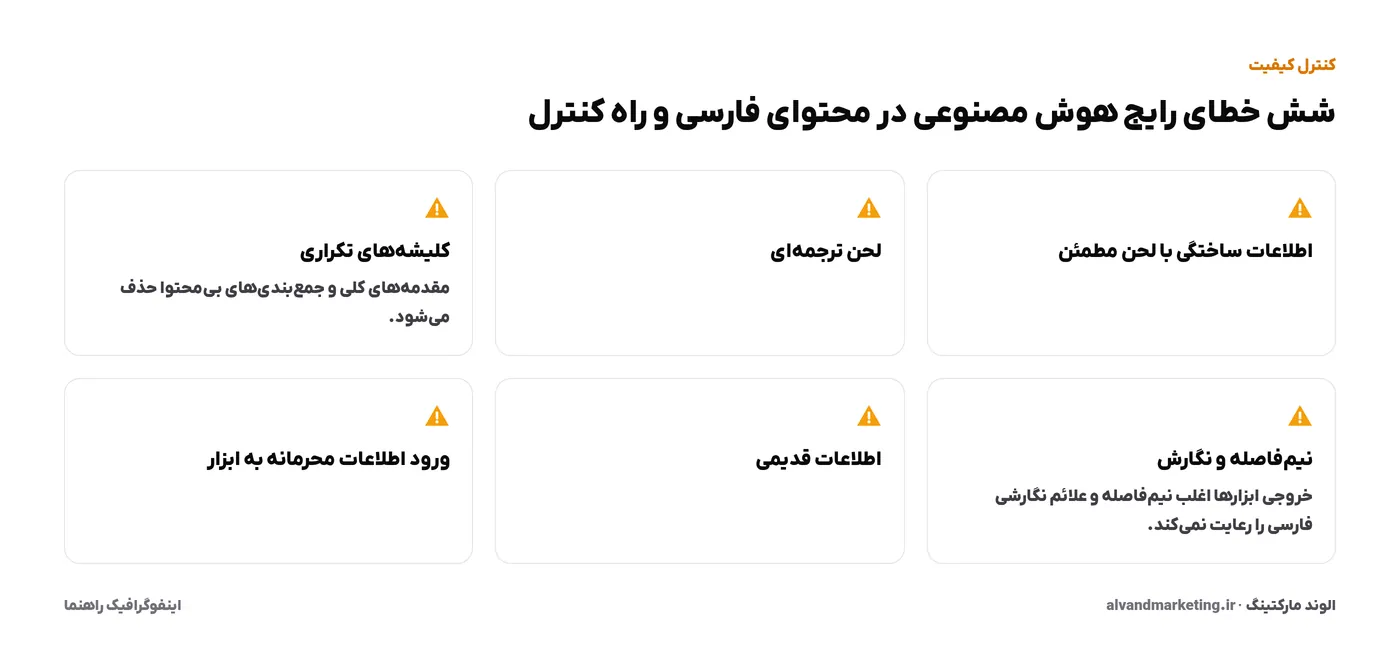 کنترل کیفیت
شش خطای رایج هوش مصنوعی در محتوای فارسی و راه کنترل
اطلاعات ساختگی با لحن مطمئن
لحن ترجمه‌ای
کلیشه‌های تکراری
مقدمه‌های کلی و جمع‌بندی‌های بی‌محتوا حذف
می‌شود.
نیم‌فاصله و نگارش
خروجی ابزارها اغلب نیم‌فاصله و علائم نگارشی
فارسی را رعایت نمی‌کند.
اطلاعات قدیمی
ورود اطلاعات محرمانه به ابزار
الوند مارکتینگ · alvandmarketing.ir
اینفوگرافیک راهنما